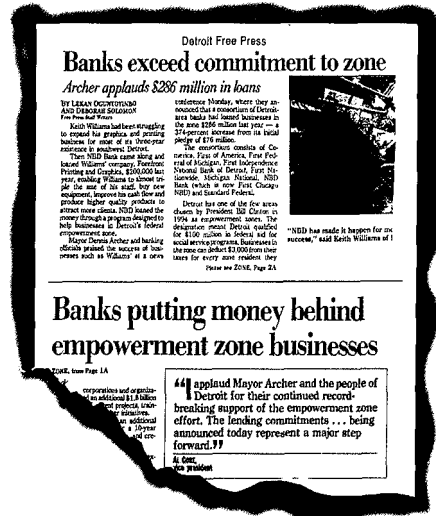 Detroit Free Press
Banks exceed commitment to zone
Archer applauds $286 million in loans
BY LEKAN OGUNTOYINBO
AND DEBORAH SOLOMON
Free Press Staff Writers
Keith Williams had been struggling
to expand his graphics and printing
business for most of its three-year
existence in southwest Detroit.
Then NBD Bank came along and
loaned Williams' company, Forefront
Printing and Graphics, $200,000 last
year, enabling Williams to almost tri-
ple the size of his staff, buy new
equipment, improve his cash flow and
produce higher quality products to
attract more clients. NBD loaned the
money through a program designed to
help businesses in Detroit's federal
empowerment zone.
Mayor Dennis Archer and banking
officials praised the success of busi-
nesses such as Williams' at a news
conference Monday, where they an-
nounced that a consortium of Detroit-
area banks had loaned businesses in
the zone $286 million last year — a
274-percent increase from its initial
pledge of $76 million.
The consortium consists of Co-
merica, First of America, First Fed-
eral of Michigan, First Independence
National Bank of Detroit, First Na-
tionwide, Michigan National, NBD
Bank (which is now First Chicago
NBD) and Standard Federal.
Detroit has one of the few areas
chosen by President Bill Clinton in
1994 as empowerment zones. The
designation meant Detroit qualified
for $100 million in federal aid for
social service programs. Businesses in
the zone can deduct $3,000 from their
taxes for every zone resident they
Please see ZONE, Page 2A
"NBD has made it happen for me
success," said Keith Williams of f
Banks putting money behind
empowerment zone businesses
ZONE, from Page 1A
corporations and organiza-
an additional $1.8 billion
projects, train-
initiatives.
an additional
a 10-year
and cre-
"I applaud Mayor Archer and the people of
Detroit for their continued record-
breaking support of the empowerment zone
effort. The lending commitments . . . being
announced today represent a major step
forward."
AL GORE,
vice president